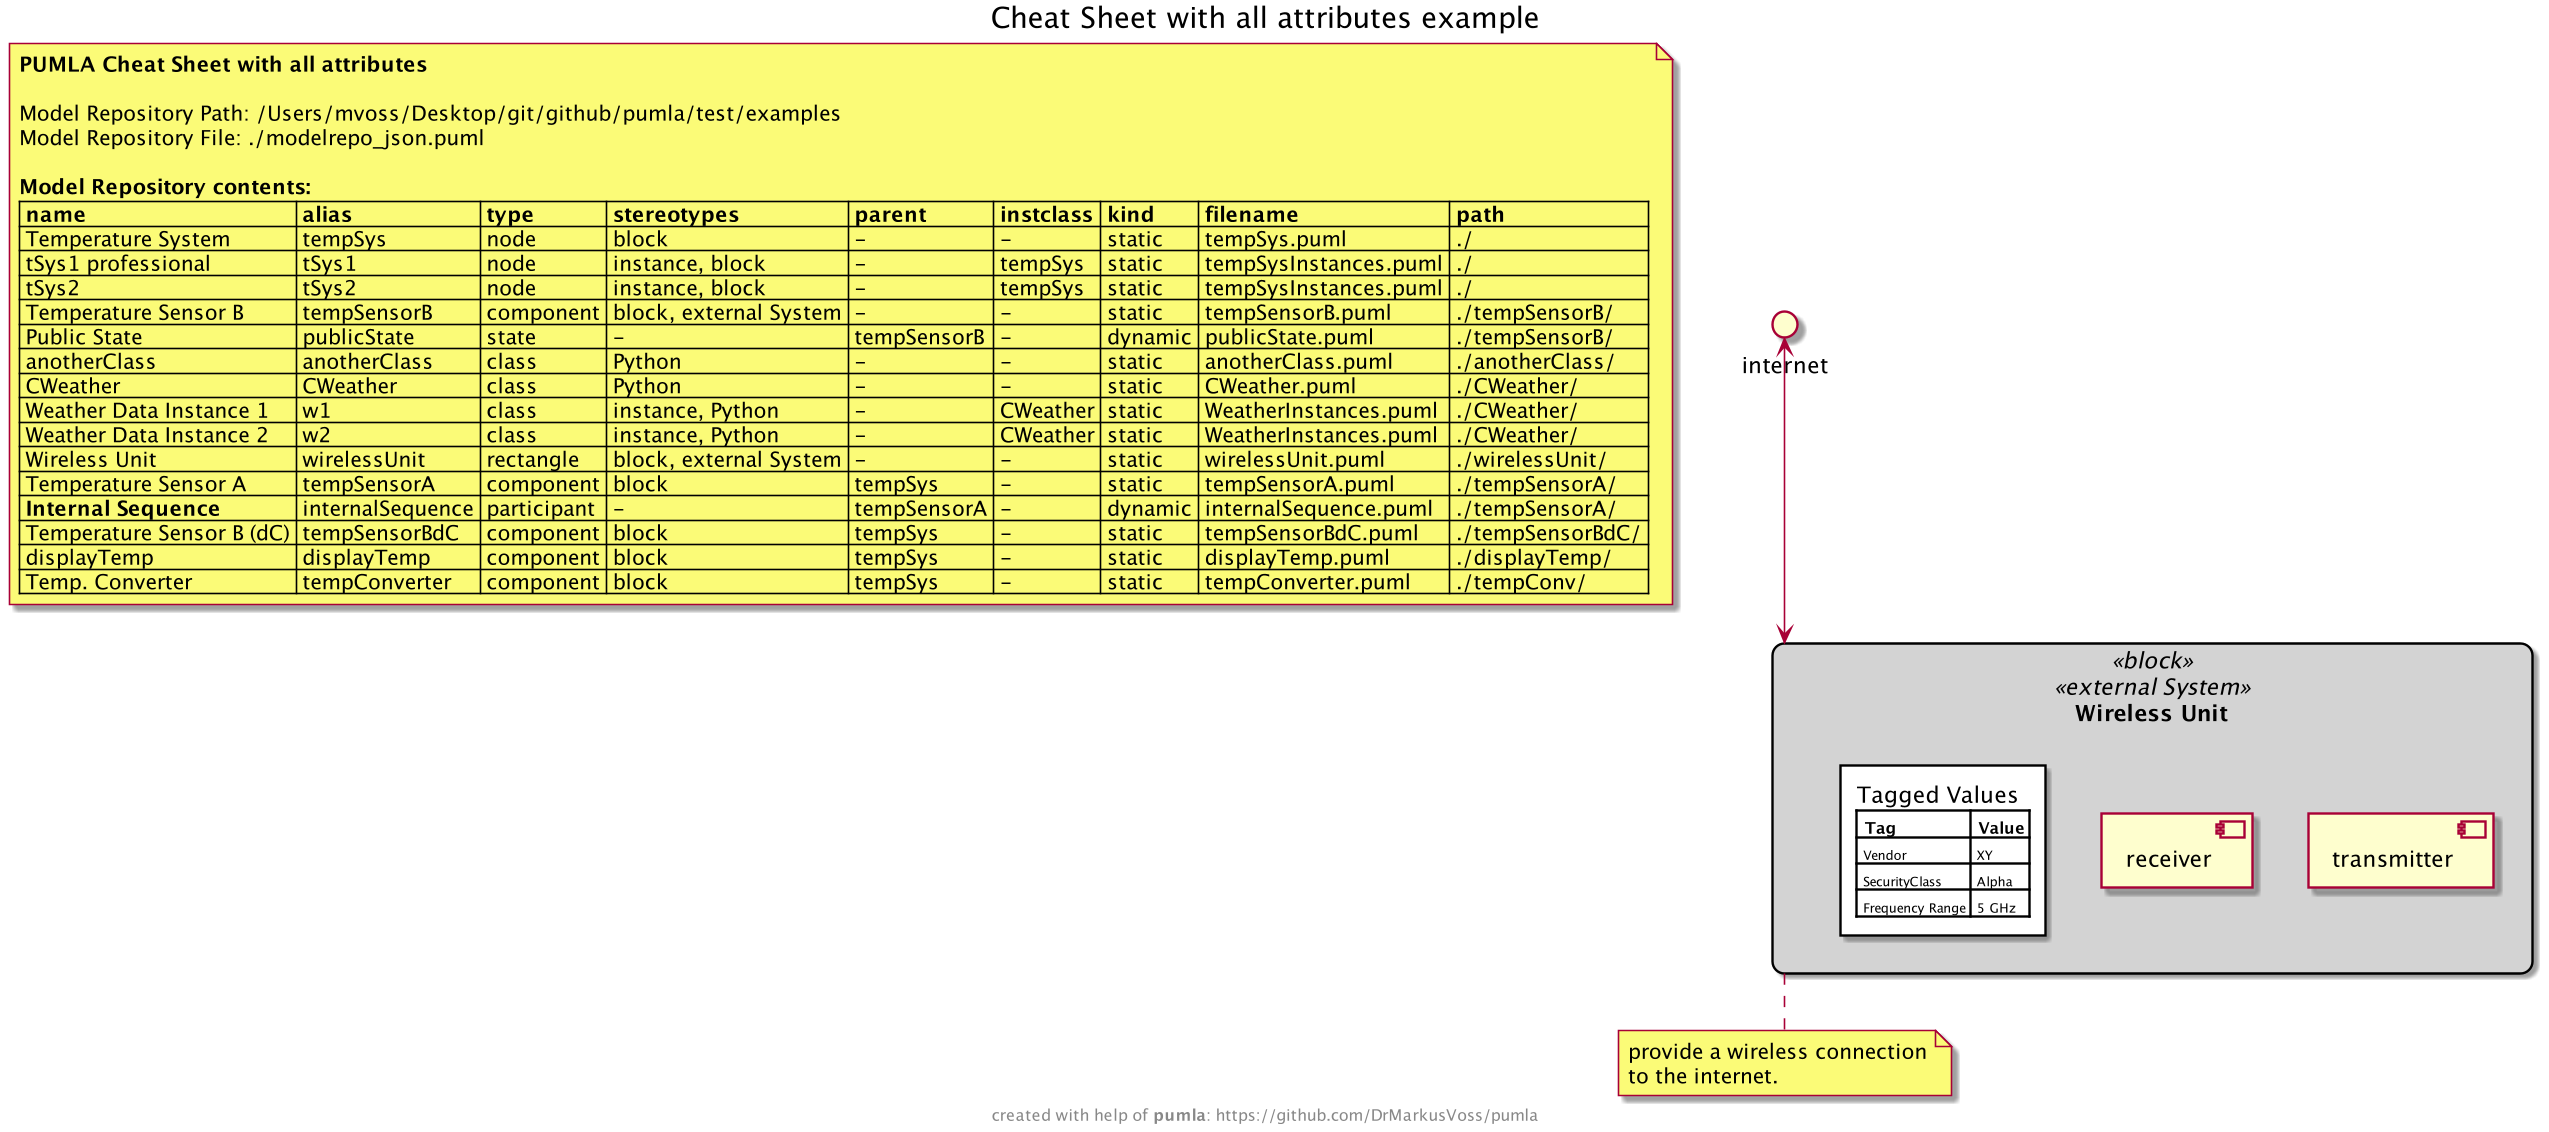 Cheat Sheet with all attributes example
PUMLA Cheat Sheet with all attributes
Model Repository Path: /Users/mvoss/Desktop/git/github/pumla/test/examples
Model Repository File: ./modelrepo_json.puml
Model Repository contents:
name alias type stereotypes parent instclass kind filename path
Temperature System tempSys node block - - static tempSys.puml ./
tSys1 professional tSys1 node instance, block - tempSys static tempSysInstances.puml ./
tSys2 tSys2 node instance, block - tempSys static tempSysInstances.puml ./
Temperature Sensor B tempSensorB component block, external System - - static tempSensorB.puml ./tempSensorB/
Public State publicState state - tempSensorB - dynamic publicState.puml ./tempSensorB/
anotherClass anotherClass class Python - - static anotherClass.puml ./anotherClass/
CWeather CWeather class Python - - static CWeather.puml ./CWeather/
Weather Data Instance 1 w1 class instance, Python - CWeather static WeatherInstances.puml ./CWeather/
Weather Data Instance 2 w2 class instance, Python - CWeather static WeatherInstances.puml ./CWeather/
Wireless Unit wirelessUnit rectangle block, external System - - static wirelessUnit.puml ./wirelessUnit/
Temperature Sensor A tempSensorA component block tempSys - static tempSensorA.puml ./tempSensorA/
Internal Sequence internalSequence participant - tempSensorA - dynamic internalSequence.puml ./tempSensorA/
Temperature Sensor B (dC) tempSensorBdC component block tempSys - static tempSensorBdC.puml ./tempSensorBdC/
displayTemp displayTemp component block tempSys - static displayTemp.puml ./displayTemp/
Temp. Converter tempConverter component block tempSys - static tempConverter.puml ./tempConv/
internet
«block»
«external System»
Wireless Unit
Tagged Values
Tag Value
Vendor XY
SecurityClass Alpha
Frequency Range 5 GHz
receiver
transmitter
provide a wireless connection
to the internet.
created with help of pumla: https://github.com/DrMarkusVoss/pumla